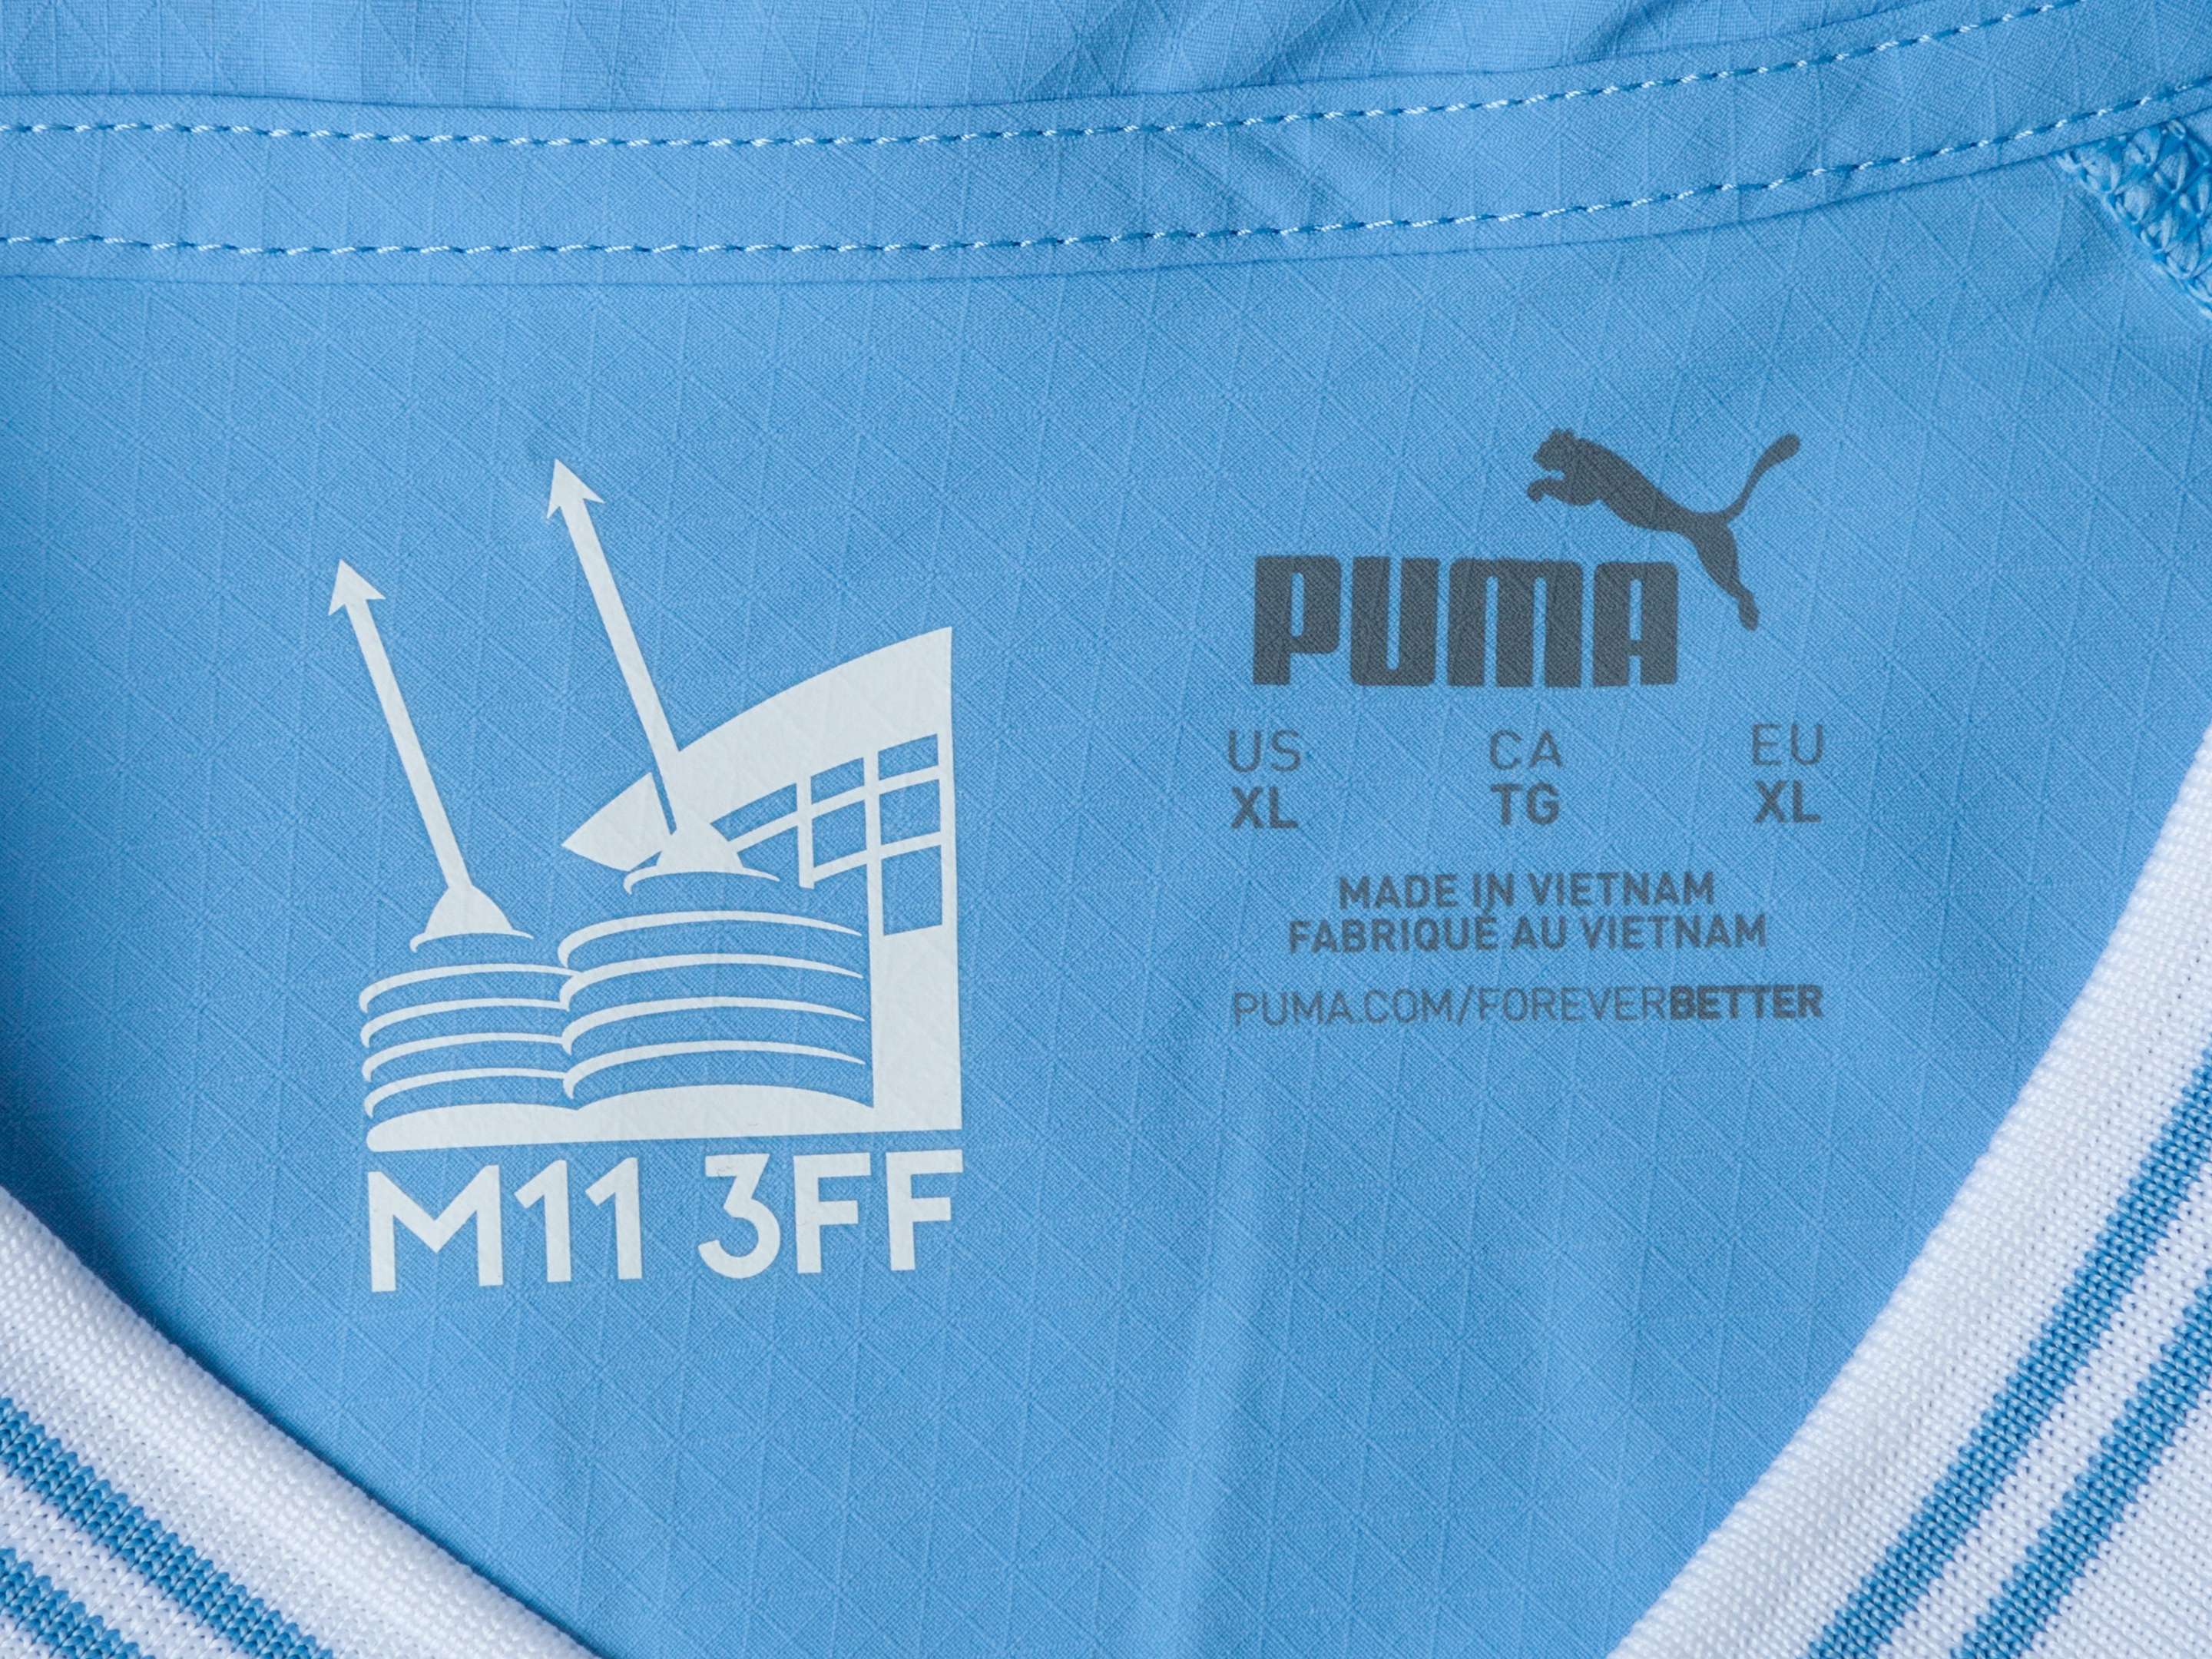 M11 3FF
PUMA
US CA EU
XL TG XL
MADE IN VIETNAM
FABRIQUÉ AU VIETNAM
PUMA.COM/FOREVERBETTER